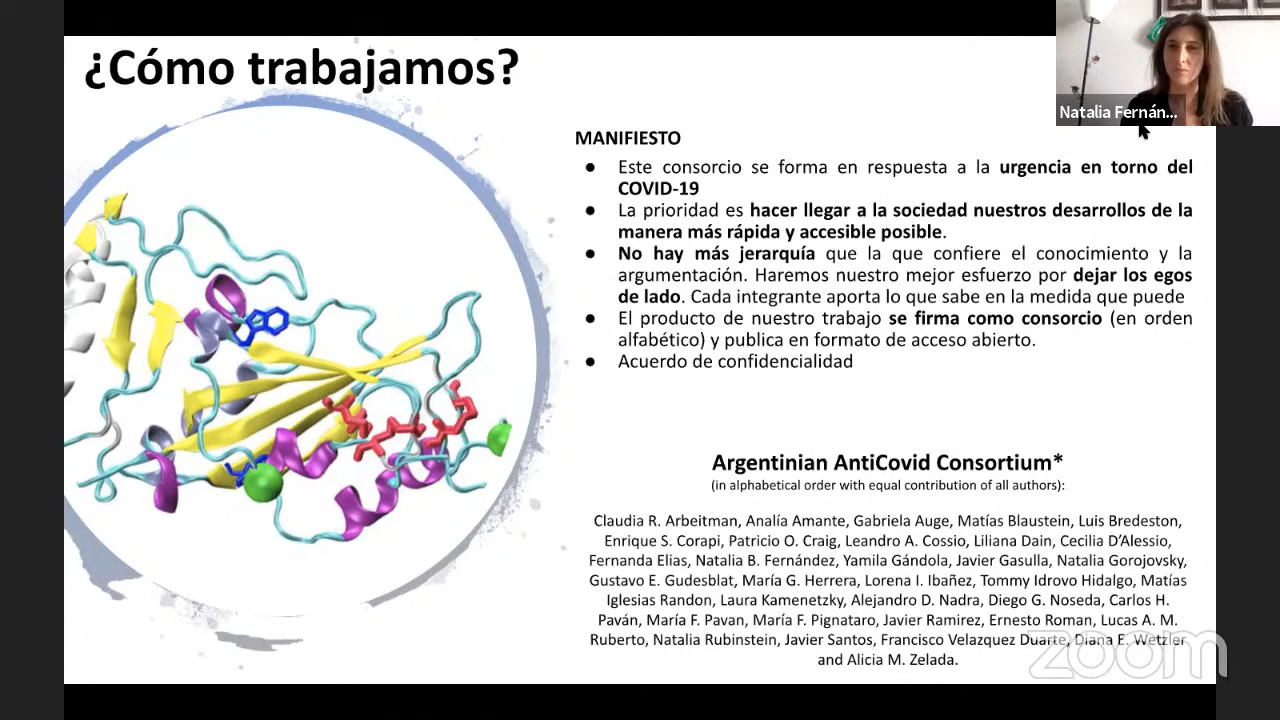 ¿Cómo trabajamos?
Natalia Fernán...
MANIFIESTO
● Este consorcio se forma en respuesta a la urgencia en torno del
COVID-19
● La prioridad es hacer llegar a la sociedad nuestros desarrollos de la
manera más rápida y accesible posible.
● No hay más jerarquía que la que confiere el conocimiento y la
argumentación. Haremos nuestro mejor esfuerzo por dejar los egos
de lado. Cada integrante aporta lo que sabe en la medida que puede
● El producto de nuestro trabajo se firma como consorcio (en orden
alfabético) y publica en formato de acceso abierto.
● Acuerdo de confidencialidad
Argentinian AntiCovid Consortium*
(in alphabetical order with equal contribution of all authors):
Claudia R. Arbeitman, Analía Amante, Gabriela Auge, Matías Blaustein, Luis Bredeston,
Enrique S. Corapi, Patricio O. Craig, Leandro A. Cossio, Liliana Dain, Cecilia D’Alessio,
Fernanda Elias, Natalia B. Fernández, Yamila Gándola, Javier Gasulla, Natalia Gorojovsky,
Gustavo E. Gudesblat, María G. Herrera, Lorena I. Ibañez, Tommy Idrovo Hidalgo, Matías
Iglesias Randon, Laura Kamenetzky, Alejandro D. Nadra, Diego G. Noseda, Carlos H.
Paván, María F. Pavan, María F. Pignataro, Javier Ramirez, Ernesto Roman, Lucas A. M.
Ruberto, Natalia Rubinstein, Javier Santos, Francisco Velazquez Duarte, Diana E. Wetzler
and Alicia M. Zelada.
zoom